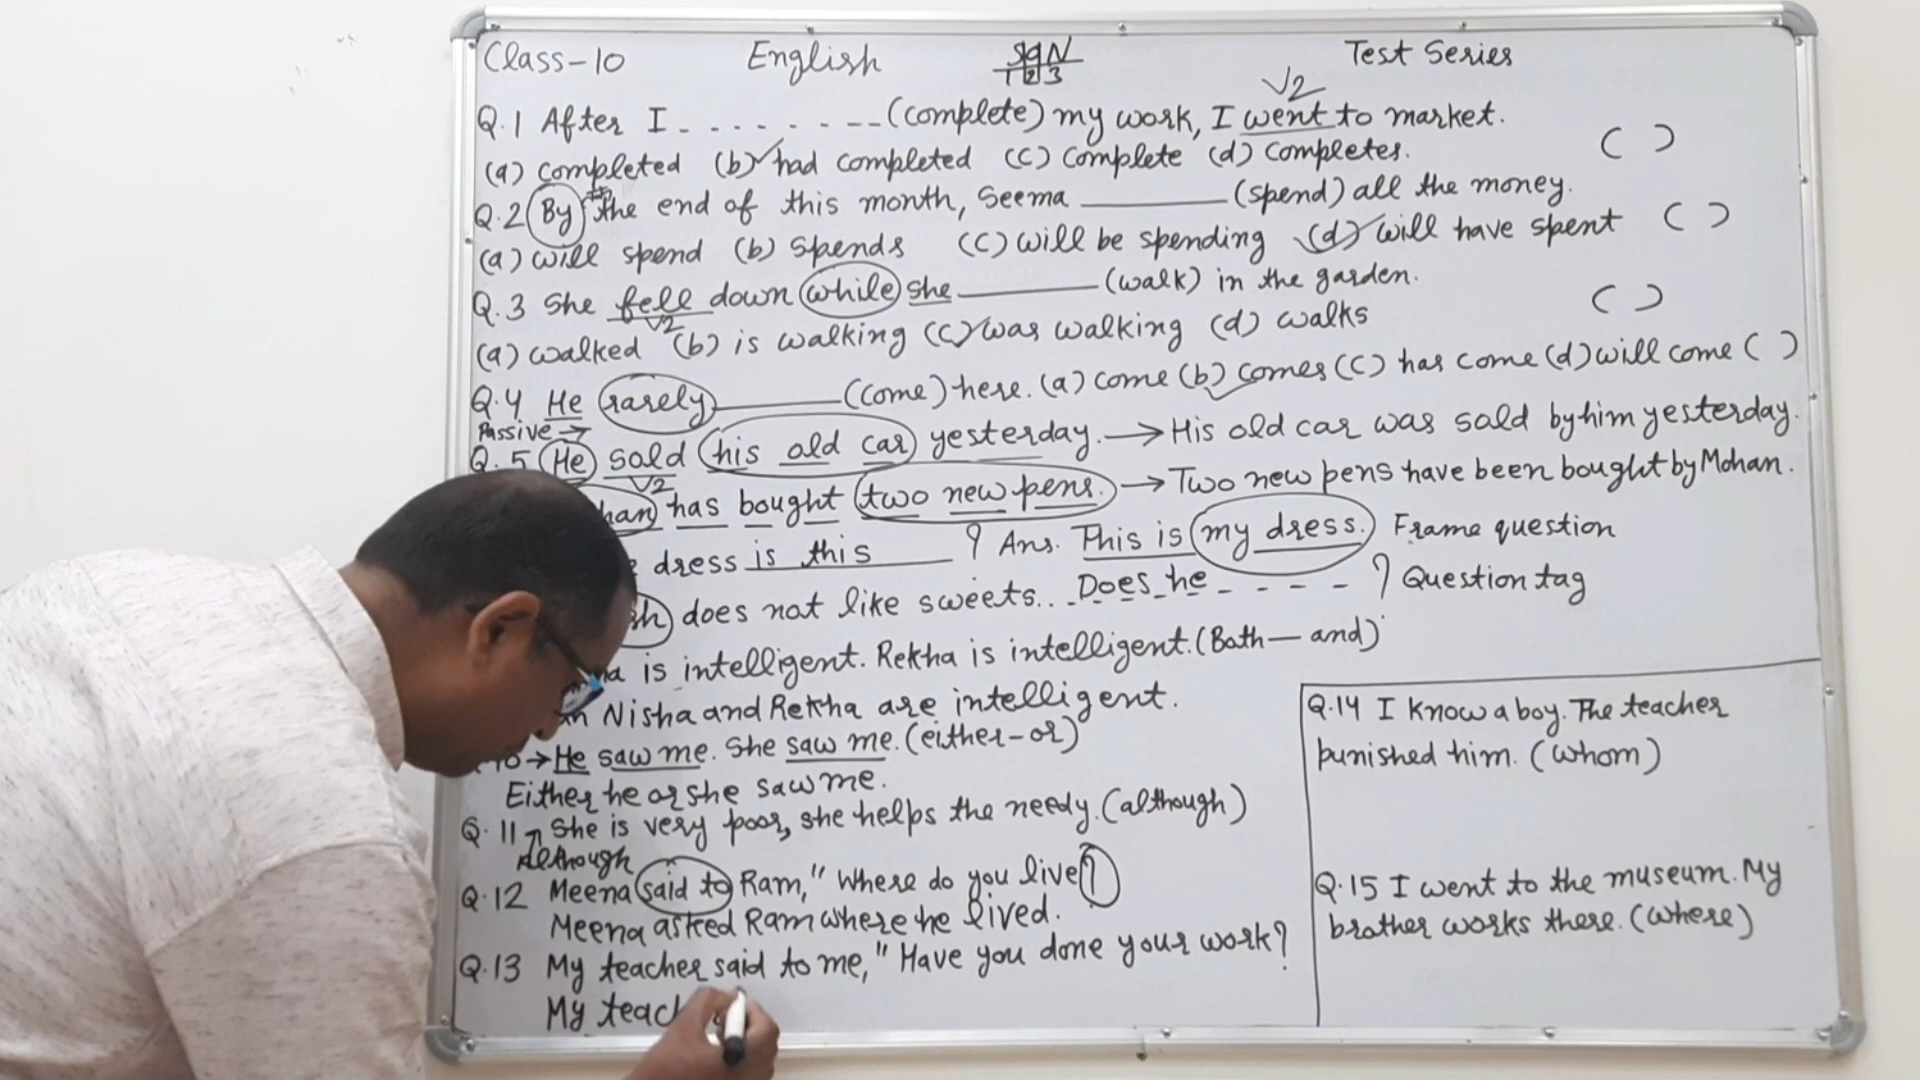 Class-10 English SqN Test Series
1 2 3
V2
Q.1 After I - - - - - - - - (complete) my work, I went to market.
(a) completed (b) had completed (c) complete (d) completes. ( )
Q.2 By the end of this month, Seema ________ (spend) all the money.
(a) will spend (b) spends (c) will be spending (d) will have spent ( )
Q.3 She fell down while she ________ (walk) in the garden.
V2
(a) walked (b) is walking (c) was walking (d) walks ( )
Q.4 He rarely ________ (come) here. (a) come (b) comes (c) has come (d) will come ( )
Passive →
Q.5 He sold his old car yesterday. → His old car was sold by him yesterday.
V2
han has bought two new pens. → Two new pens have been bought by Mohan.
dress is this ? Ans. This is my dress. Frame question
sh does not like sweets.. Does he - - - - ? Question tag
ha is intelligent. Rekha is intelligent. (Both — and)
Nisha and Rekha are intelligent.
10 → He saw me. She saw me. (either-or)
Either he or she saw me.
Q.11 She is very poor, she helps the needy. (although)
Although
Q.12 Meena said to Ram, "Where do you live?
Meena asked Ram where he lived.
Q.13 My teacher said to me, "Have you done your work?
My teach
Q.14 I know a boy. The teacher
punished him. (whom)
Q.15 I went to the museum. My
brother works there. (where)